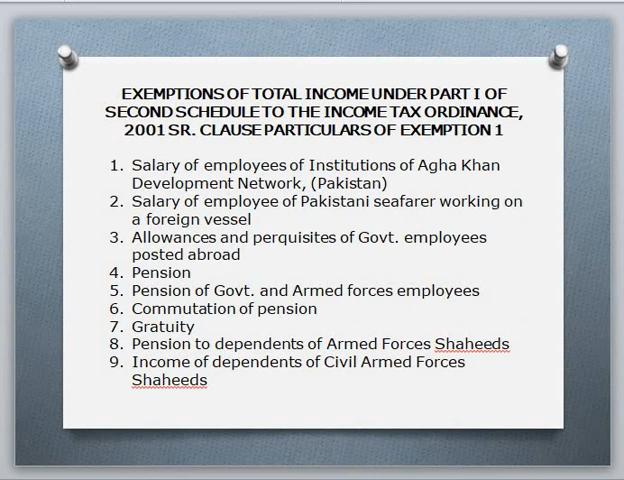 EXEMPTIONS OF TOTAL INCOME UNDER PART I OF
SECOND SCHEDULE TO THE INCOME TAX ORDINANCE,
2001 SR. CLAUSE PARTICULARS OF EXEMPTION 1
1. Salary of employees of Institutions of Agha Khan
Development Network, (Pakistan)
2. Salary of employee of Pakistani seafarer working on
a foreign vessel
3. Allowances and perquisites of Govt. employees
posted abroad
4. Pension
5. Pension of Govt. and Armed forces employees
6. Commutation of pension
7. Gratuity
8. Pension to dependents of Armed Forces Shaheeds
9. Income of dependents of Civil Armed Forces
Shaheeds